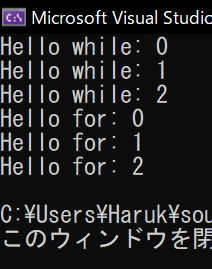 Microsoft Visual Studio
Hello while: 0
Hello while: 1
Hello while: 2
Hello for: 0
Hello for: 1
Hello for: 2
C:¥Users¥Haruk¥sou
このウィンドウを閉